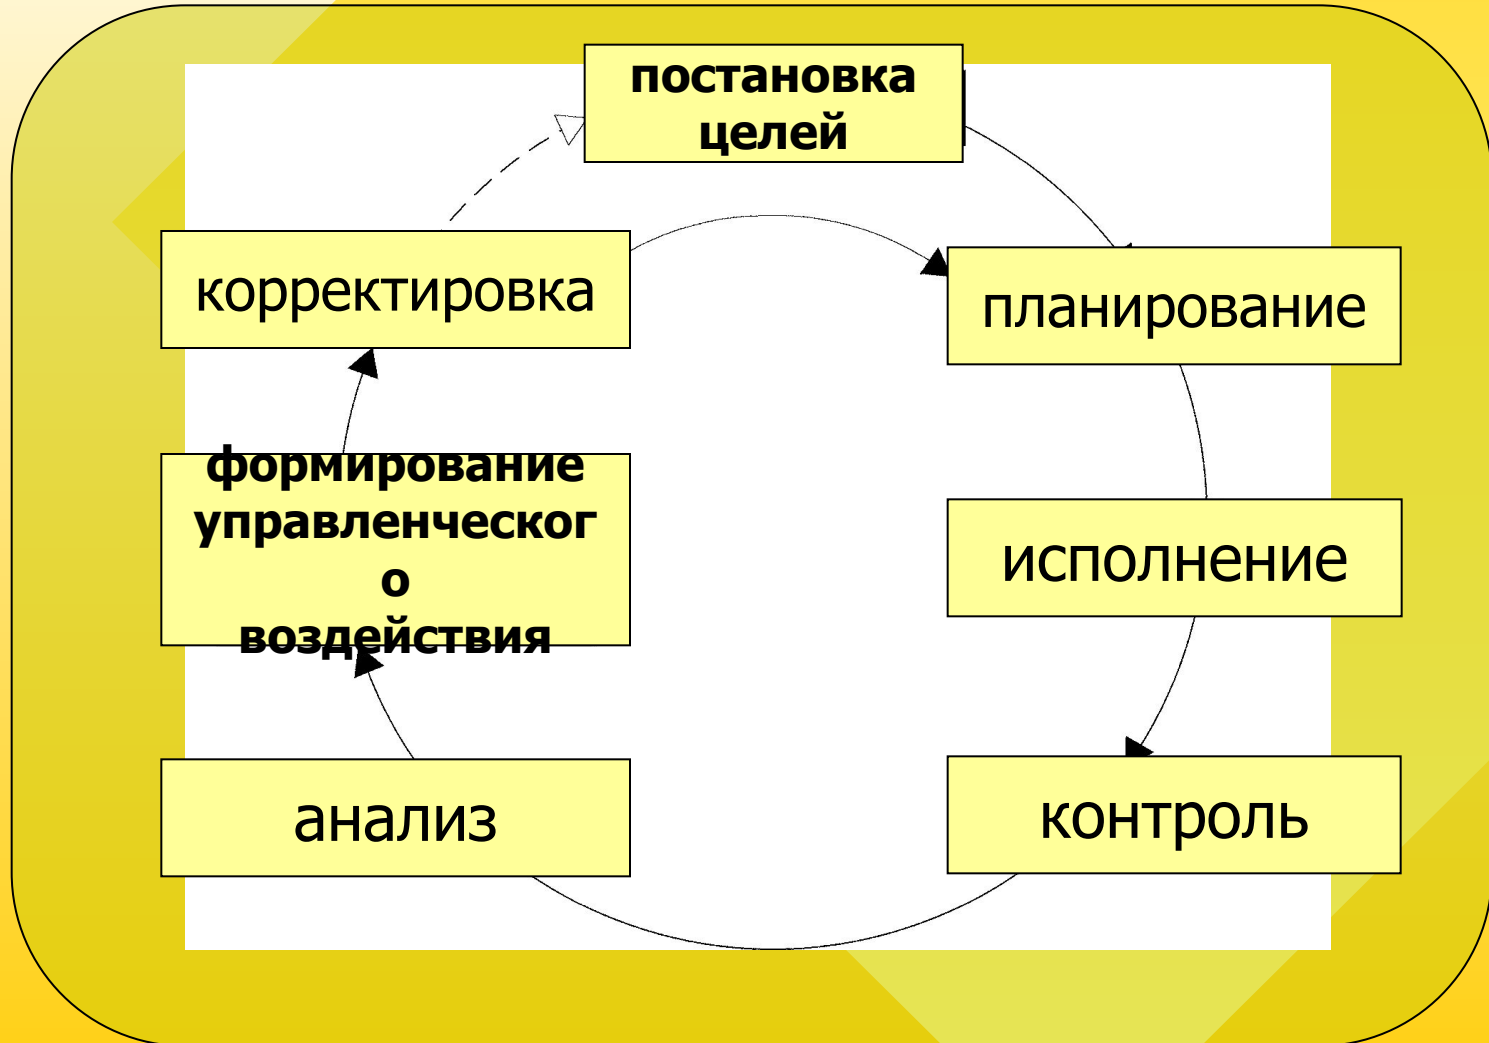 постановка
целей
корректировка
планирование
формирование
управленческог
о
воздействия
исполнение
анализ
контроль